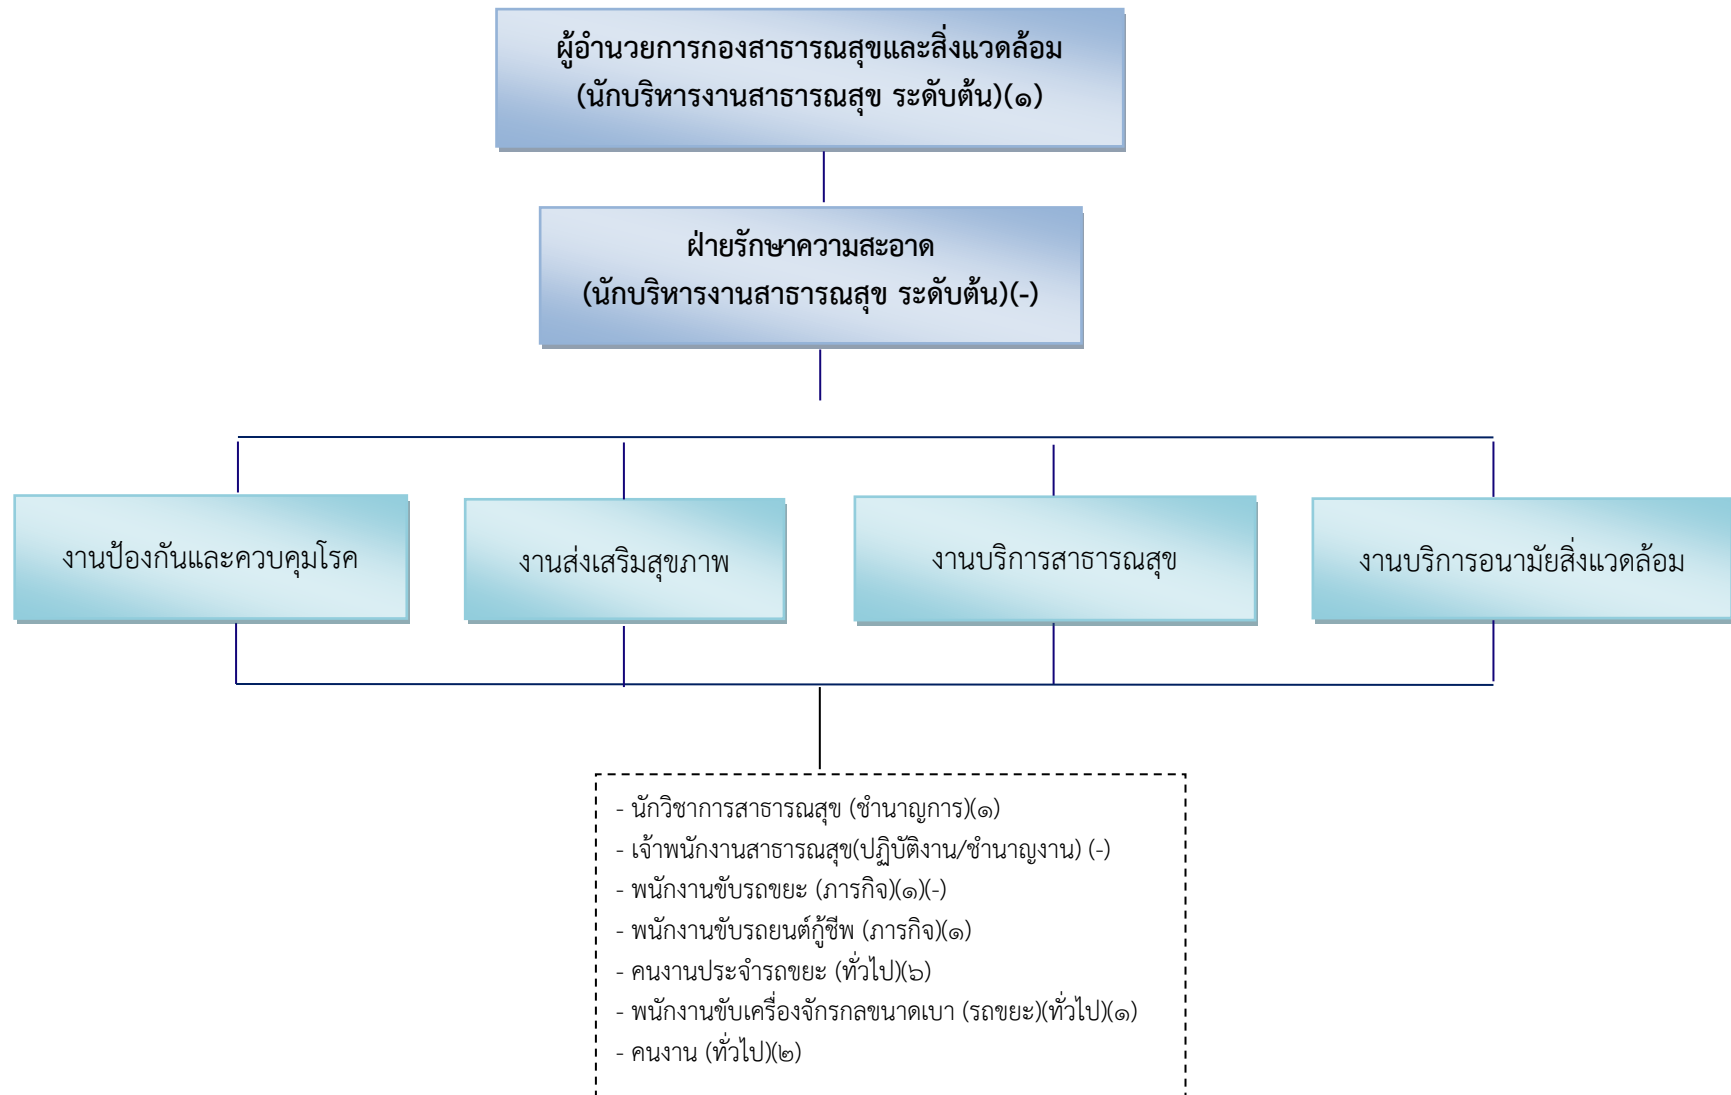 ผู้อำนวยการกองสาธารณสุขและสิ่งแวดล้อม
(นักบริหารงานสาธารณสุข ระดับต้น)(๑)
ฝ่ายรักษาความสะอาด
(นักบริหารงานสาธารณสุข ระดับต้น)(-)
งานป้องกันและควบคุมโรค
งานส่งเสริมสุขภาพ
งานบริการสาธารณสุข
งานบริการอนามัยสิ่งแวดล้อม
- นักวิชาการสาธารณสุข (ชำนาญการ)(๑)
- เจ้าพนักงานสาธารณสุข(ปฏิบัติงาน/ชำนาญงาน) (-)
- พนักงานขับรถขยะ (ภารกิจ)(๑)(-)
- พนักงานขับรถยนต์กู้ชีพ (ภารกิจ)(๑)
- คนงานประจำรถขยะ (ทั่วไป)(๖)
- พนักงานขับเครื่องจักรกลขนาดเบา (รถขยะ)(ทั่วไป)(๑)
- คนงาน (ทั่วไป)(๒)